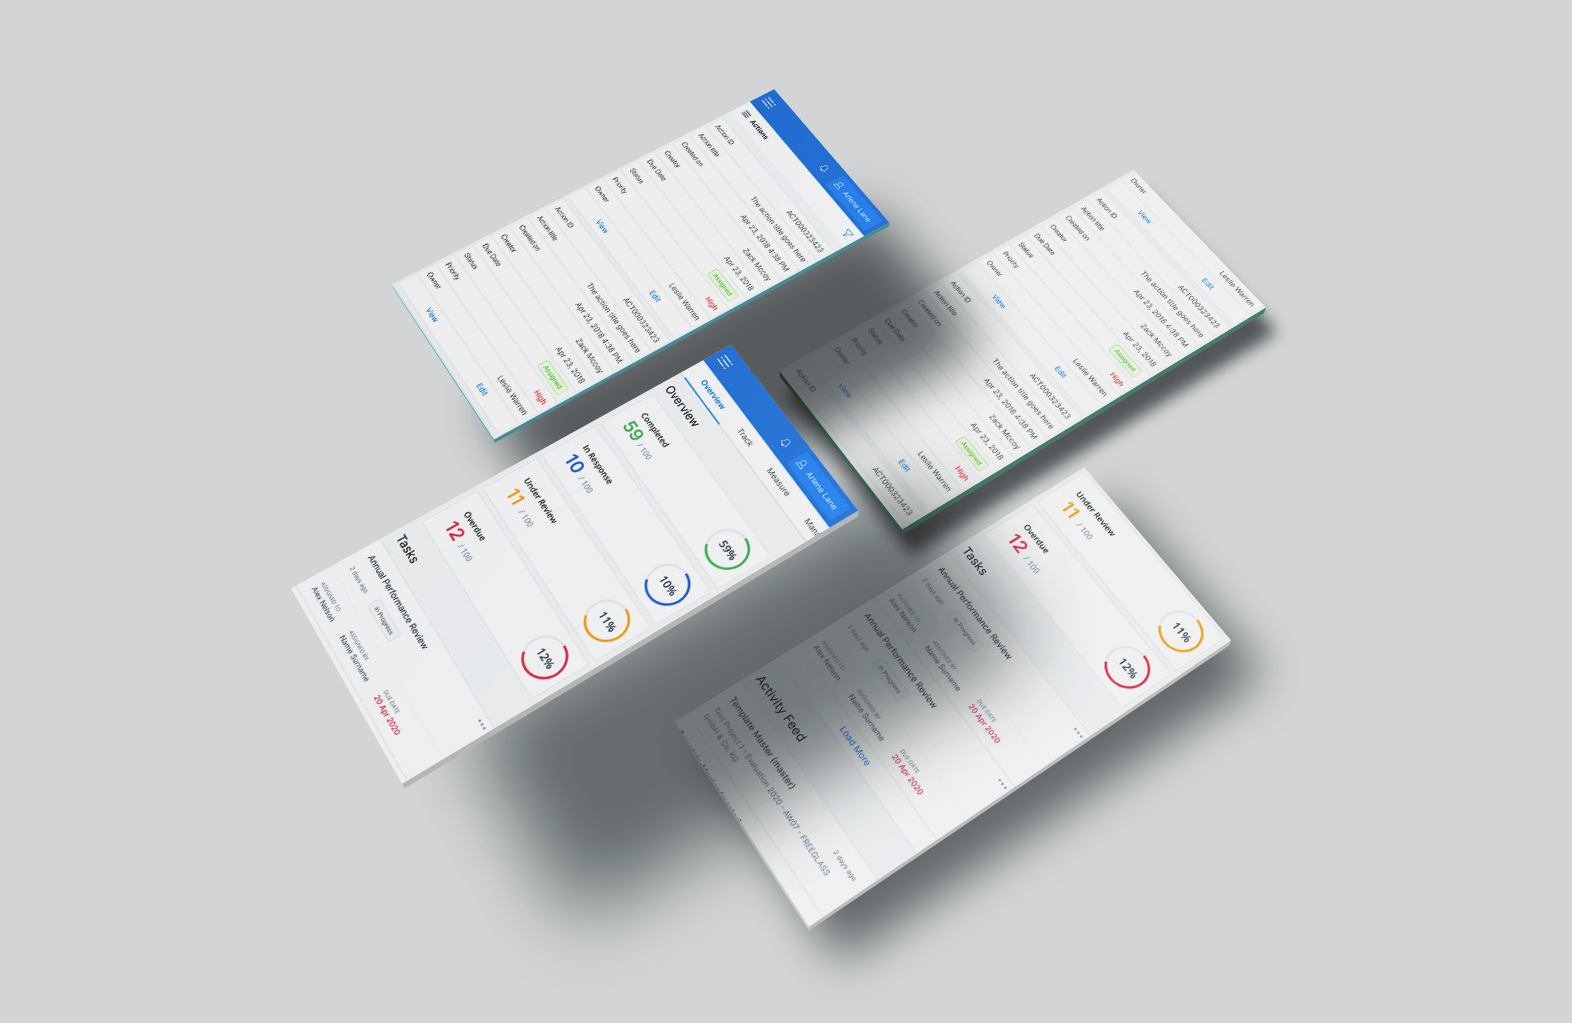 Arlene Lane
Actions
Action ID
ACT000323423
Action title
The action title goes here
Created on
Apr 23, 2018 4:38 PM
Creator
Zack Mccoy
Due Date
Apr 23, 2018
Status
Assigned
Priority
High
Owner
Leslie Warren
View
Edit
Action ID
ACT000323423
Action title
The action title goes here
Created on
Apr 23, 2018 4:38 PM
Creator
Zack Mccoy
Due Date
Apr 23, 2018
Status
Assigned
Priority
High
Owner
Leslie Warren
View
Edit
Owner
Leslie Warren
View
Edit
Action ID
ACT000323423
Action title
The action title goes here
Created on
Apr 23, 2018 4:38 PM
Creator
Zack Mccoy
Due Date
Apr 23, 2018
Status
Assigned
Priority
High
Owner
Leslie Warren
View
Edit
Action ID
ACT000323423
Action title
The action title goes here
Created on
Apr 23, 2018 4:38 PM
Creator
Zack Mccoy
Due Date
Apr 23, 2018
Status
Assigned
Priority
High
Owner
Leslie Warren
View
Edit
Action ID
ACT000323423
Arlene Lane
Overview Track Measure Mana
Overview
Completed
59 / 100
59%
In Response
10 / 100
10%
Under Review
11 / 100
11%
Overdue
12 / 100
12%
Tasks
Annual Performance Review
2 days ago In Progress
ASSIGNED TO ASSIGNED BY DUE DATE
Alex Nelson Name Surname 20 Apr 2020
Under Review
11 / 100
11%
Overdue
12 / 100
12%
Tasks
Annual Performance Review
2 days ago In Progress
ASSIGNED TO ASSIGNED BY DUE DATE
Alex Nelson Name Surname 20 Apr 2020
Annual Performance Review
2 days ago In Progress
ASSIGNED TO ASSIGNED BY DUE DATE
Alex Nelson Name Surname 20 Apr 2020
Load More
Activity Feed
Template Master (master)
Test Project 1 - Evaluation 2020 - AW07 - FREEGLASS
GmbH & Co. KG
2 days ago